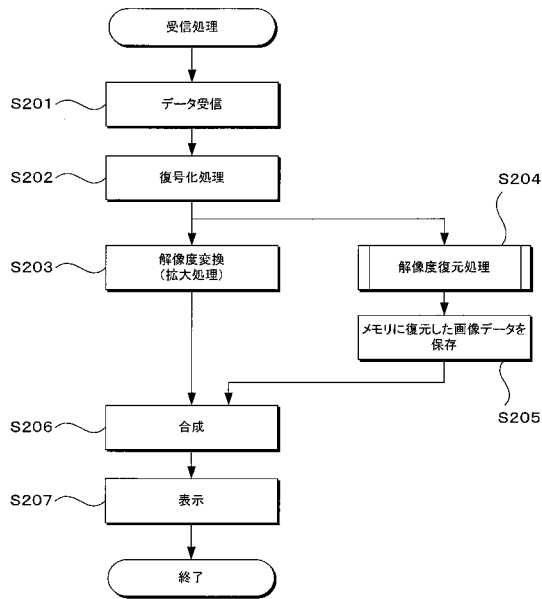 受信処理
S201
データ受信
S202
復号化処理
S204
S203
解像度変換
(拡大処理)
解像度復元処理
メモリに復元した画像データを
保存
S205
S206
合成
S207
表示
終了